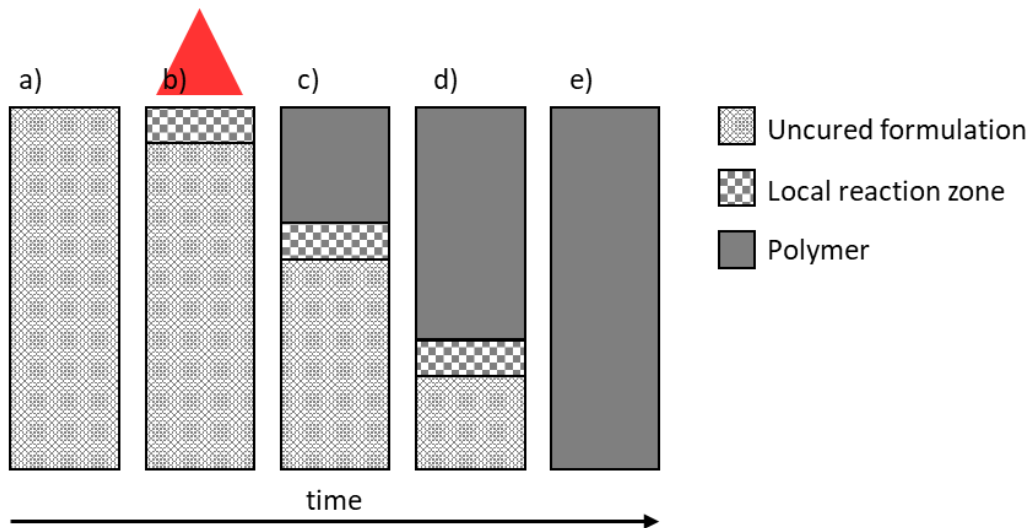 a)
b)
c)
d)
e)
Uncured formulation
Local reaction zone
Polymer
time